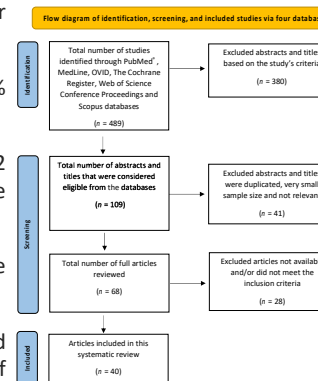 Flow diagram of identification, screening, and included studies via four database
Identification
Total number of studies
identified through PubMed*,
MedLine, OVID, The Cochrane
Register, Web of Science
Conference Proceedings and
Scopus databases
(n = 489)
Excluded abstracts and titles
based on the study's criteria
(n = 380)
Screening
Total number of abstracts and
titles that were considered
eligible from the databases
(n = 109)
Excluded abstracts and titles
were duplicated, very small
sample size and not relevan
(n = 41)
Total number of full articles
reviewed
(n = 68)
Excluded articles not availab
and/or did not meet the
inclusion criteria
(n = 28)
Included
Articles included in this
systematic review
(n = 40)
r
%
2
e
e
d
f